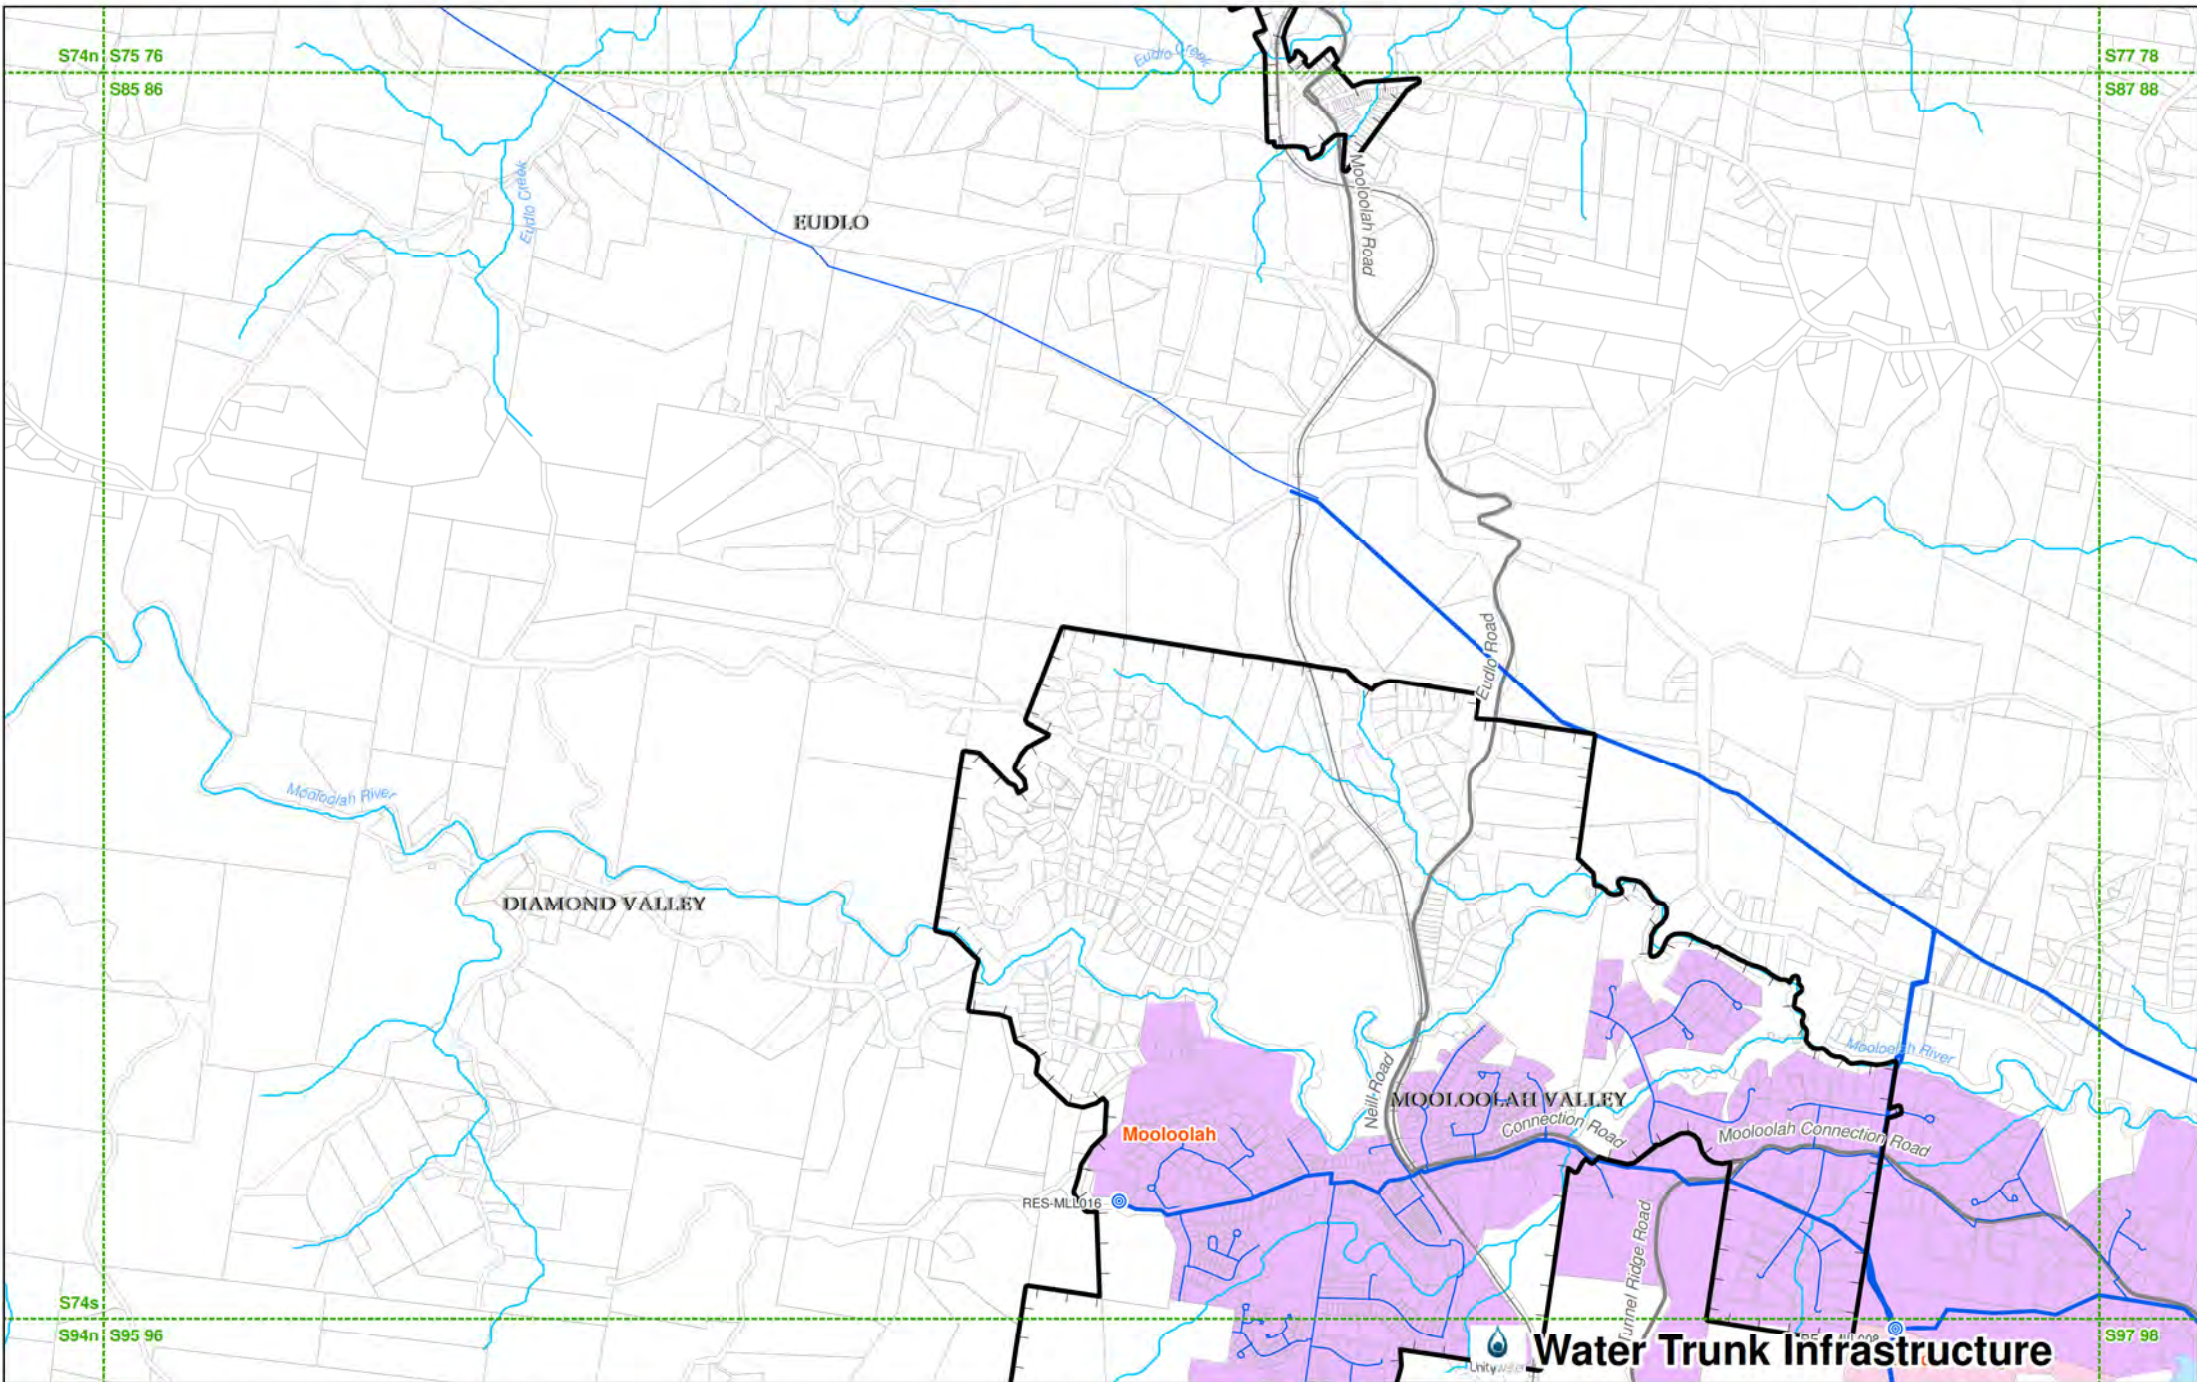 S74n S75 76
S85 86
S77 78
S87 88
Eudlo Creek
Eudlo Creek
EUDLO
Mooloolah Road
Eudlo Road
Mooloolah River
DIAMOND VALLEY
Neill Road
MOOLOOLAH VALLEY
Connection Road
Mooloolah Connection Road
Mooloolah River
Mooloolah
RES-MLL016
Tunnel Ridge Road
S74s
S94n S95 96
S97 98
Unitywater
Water Trunk Infrastructure